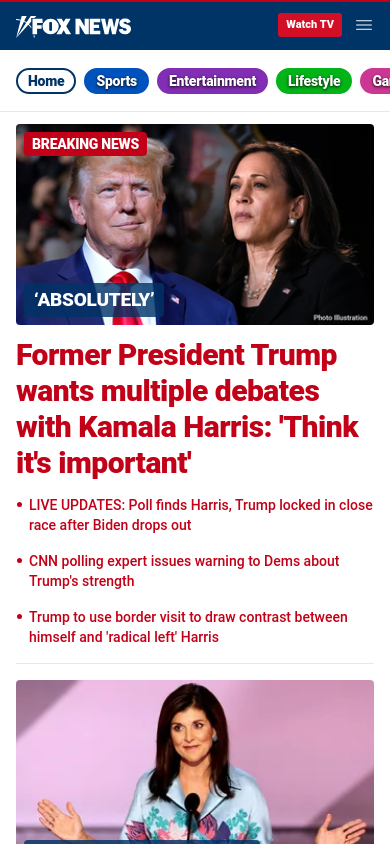 FOX NEWS
Watch TV
Home
Sports
Entertainment
Lifestyle
BREAKING NEWS
'ABSOLUTELY'
Photo Illustration
Former President Trump
wants multiple debates
with Kamala Harris: 'Think
it's important'
• LIVE UPDATES: Poll finds Harris, Trump locked in close
race after Biden drops out
• CNN polling expert issues warning to Dems about
Trump's strength
• Trump to use border visit to draw contrast between
himself and 'radical left' Harris